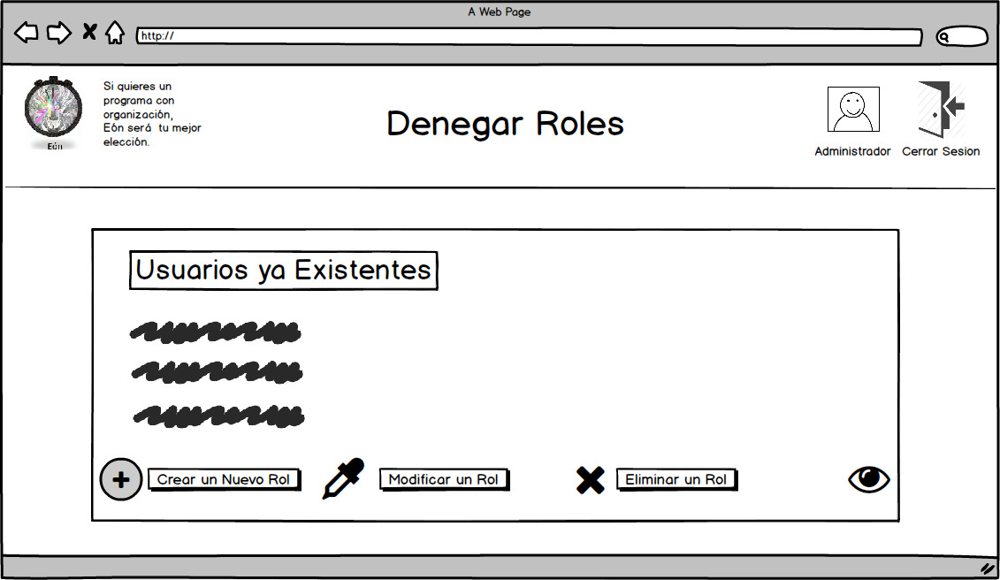 A Web Page
http://
Si quieres un
programa con
organización,
Eón será tu mejor
elección.
Eón
Denegar Roles
Administrador
Cerrar Sesion
Usuarios ya Existentes
Crear un Nuevo Rol
Modificar un Rol
Eliminar un Rol